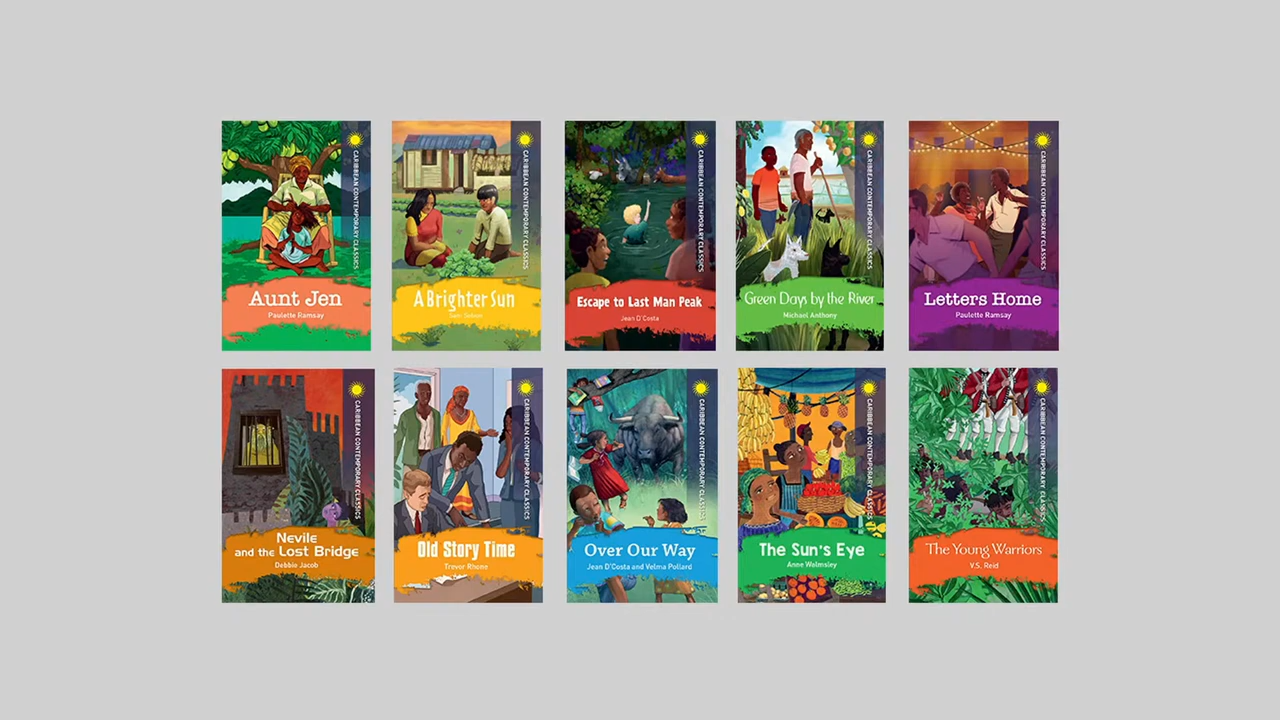 CARIBBEAN CONTEMPORARY CLASSICS
Aunt Jen
Paulette Ramsay
CARIBBEAN CONTEMPORARY CLASSICS
A Brighter Sun
Sam Selvon
CARIBBEAN CONTEMPORARY CLASSICS
Escape to Last Man Peak
Jean D'Costa
CARIBBEAN CONTEMPORARY CLASSICS
Green Days by the River
Michael Anthony
CARIBBEAN CONTEMPORARY CLASSICS
Letters Home
Paulette Ramsay
CARIBBEAN CONTEMPORARY CLASSICS
Nevile
and the Lost Bridge
Debbie Jacob
CARIBBEAN CONTEMPORARY CLASSICS
Old Story Time
Trevor Rhone
CARIBBEAN CONTEMPORARY CLASSICS
Over Our Way
Jean D'Costa and Velma Pollard
CARIBBEAN CONTEMPORARY CLASSICS
The Sun's Eye
Anne Walmsley
CARIBBEAN CONTEMPORARY CLASSICS
The Young Warriors
V.S. Reid